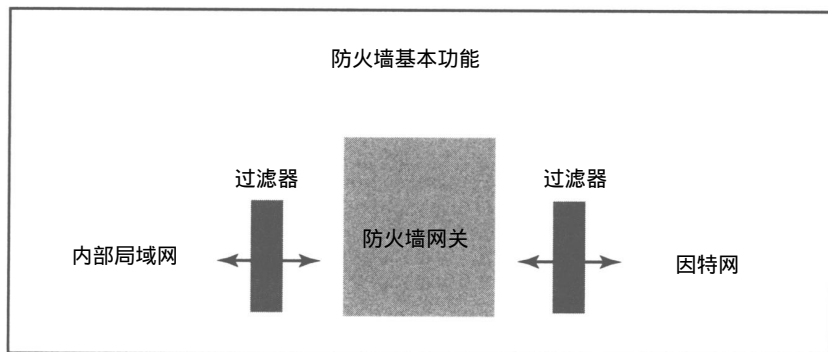 防火墙基本功能
过滤器
过滤器
防火墙网关
内部局域网
因特网